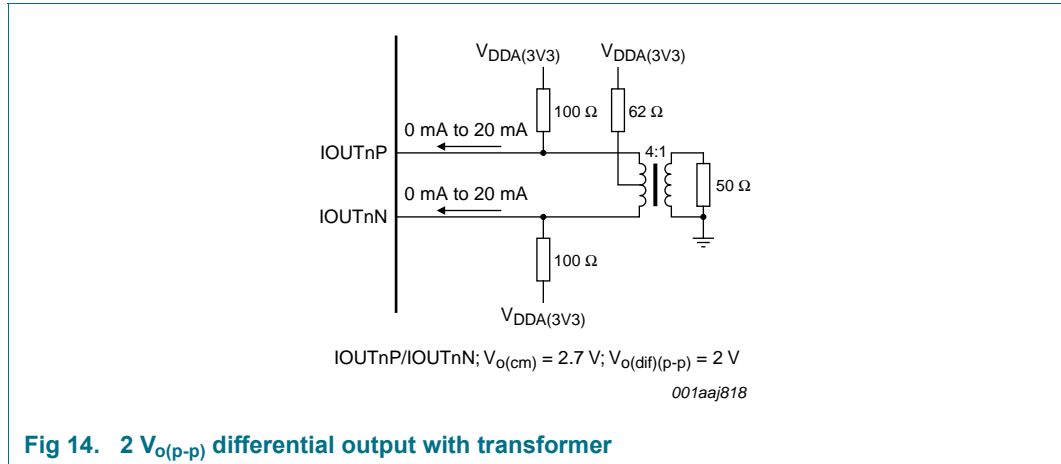 VDDA(3V3) VDDA(3V3)
100 Ω 62 Ω
0 mA to 20 mA
IOUTnP
4:1
50 Ω
0 mA to 20 mA
IOUTnN
100 Ω
VDDA(3V3)
IOUTnP/IOUTnN; Vo(cm) = 2.7 V; Vo(dif)(p-p) = 2 V
001aaj818
Fig 14. 2 Vo(p-p) differential output with transformer